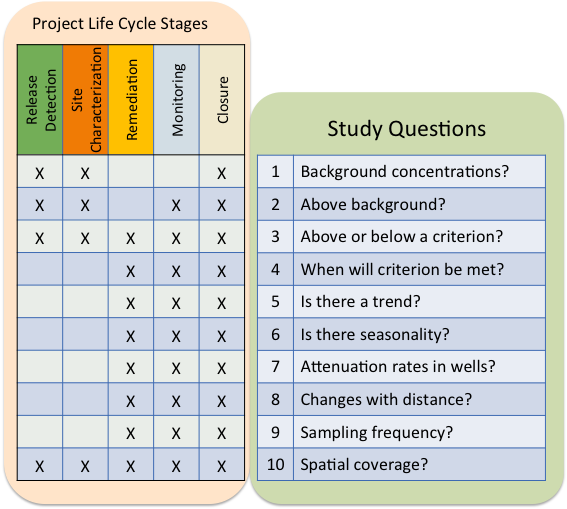 Project Life Cycle Stages
Release
Detection
Site
Characterization
Remediation
Monitoring
Closure
Study Questions
X X X 1 Background concentrations?
X X X X 2 Above background?
X X X X X 3 Above or below a criterion?
X X X 4 When will criterion be met?
X X X 5 Is there a trend?
X X X 6 Is there seasonality?
X X X 7 Attenuation rates in wells?
X X X 8 Changes with distance?
X X X 9 Sampling frequency?
X X X X X 10 Spatial coverage?